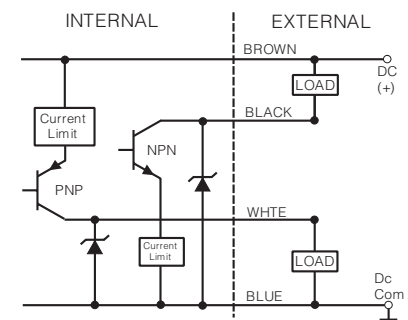 INTERNAL
EXTERNAL
BROWN
DC
(+)
LOAD
Current
Limit
BLACK
NPN
PNP
WHTE
Current
Limit
LOAD
Dc
Com
BLUE